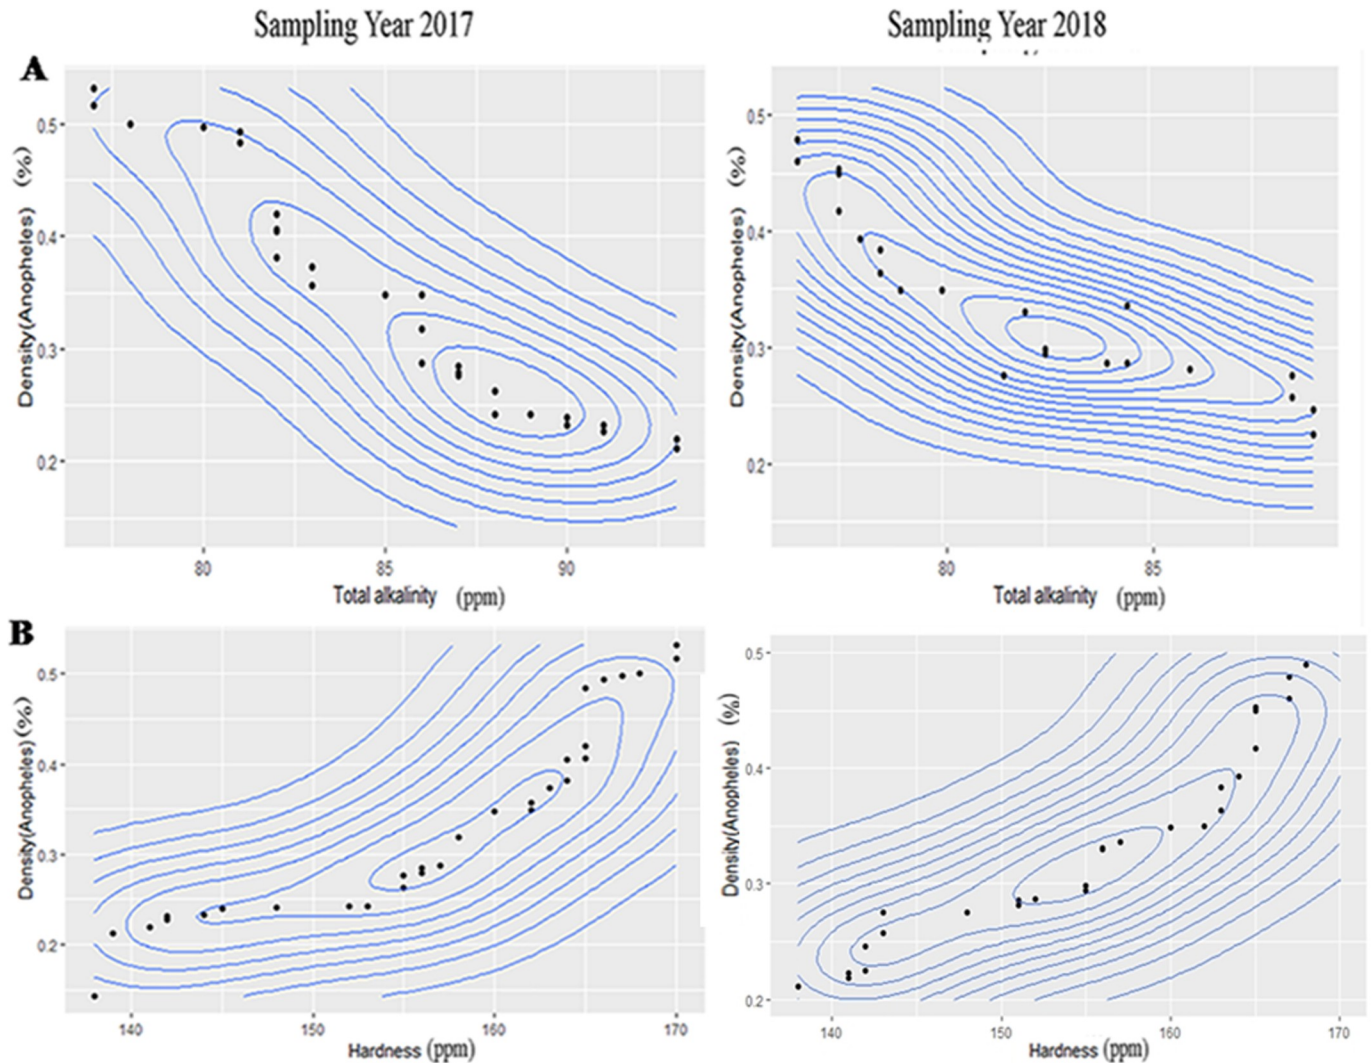 Sampling Year 2017
Sampling Year 2018
A
Density(Anopheles) (%)
0.5
0.4
0.3
0.2
80 85 90
Total alkalinity (ppm)
Density(Anopheles) (%)
0.5
0.4
0.3
0.2
80 85
Total alkalinity (ppm)
B
Density(Anopheles) (%)
0.5
0.4
0.3
0.2
140 150 160 170
Hardness (ppm)
Density(Anopheles) (%)
0.5
0.4
0.3
0.2
140 150 160 170
Hardness (ppm)